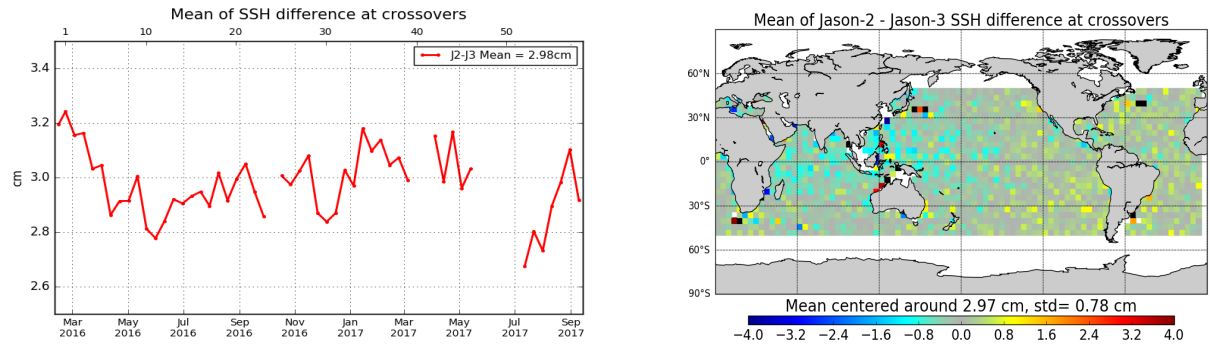 Mean of SSH difference at crossovers
1 10 20 30 40 50
J2-J3 Mean = 2.98cm
3.4
3.2
3.0
2.8
2.6
cm
Mar 2016
May 2016
Jul 2016
Sep 2016
Nov 2016
Jan 2017
Mar 2017
May 2017
Jul 2017
Sep 2017
Mean of Jason-2 - Jason-3 SSH difference at crossovers
60°N
30°N
0°
30°S
60°S
90°S
Mean centered around 2.97 cm, std= 0.78 cm
−4.0 −3.2 −2.4 −1.6 −0.8 0.0 0.8 1.6 2.4 3.2 4.0